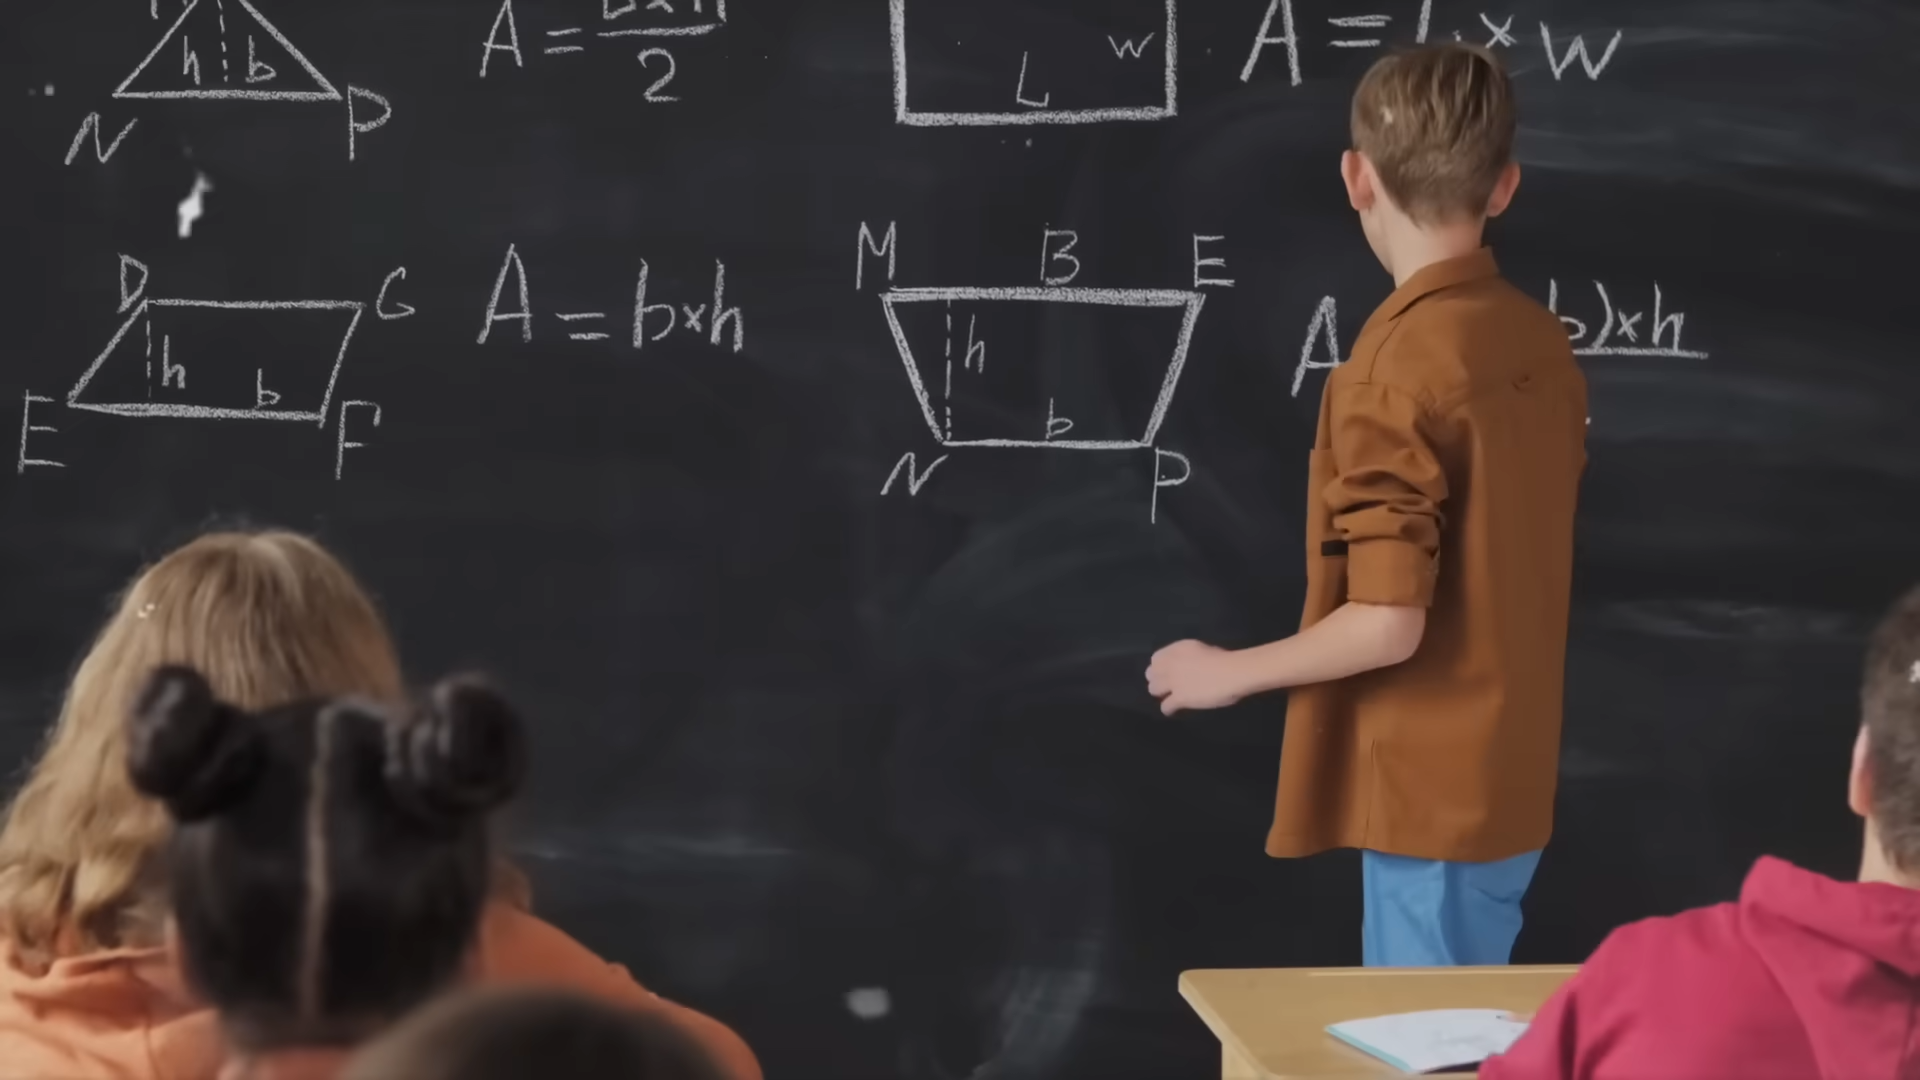 h b
A = 2
N P
L w
A = x w
D G
h b
E F
A = b×h
M B E
h
b
N P
A b)×h